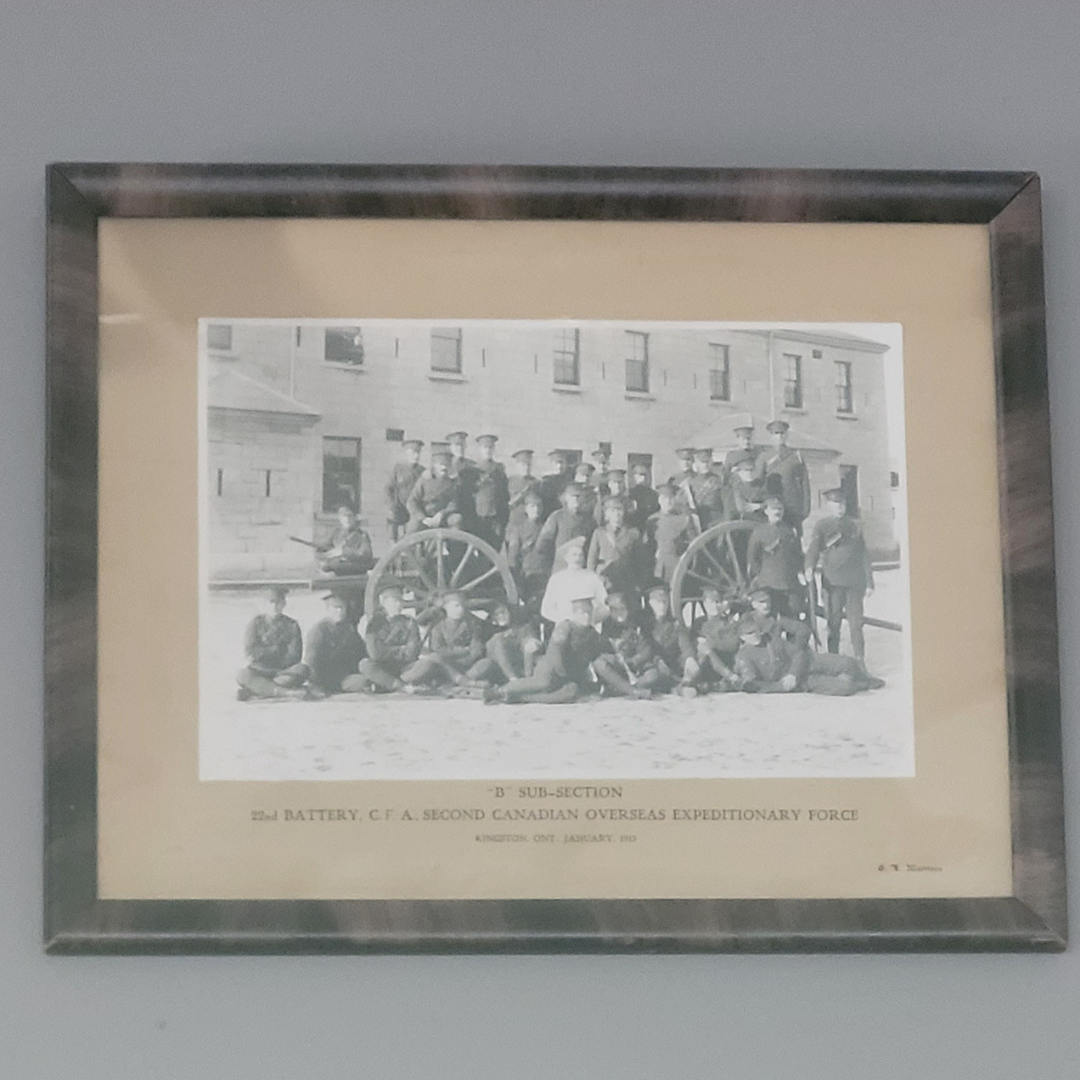 "B" SUB-SECTION
22nd BATTERY, C. F. A., SECOND CANADIAN OVERSEAS EXPEDITIONARY FORCE
KINGSTON, ONT. JANUARY, 1915